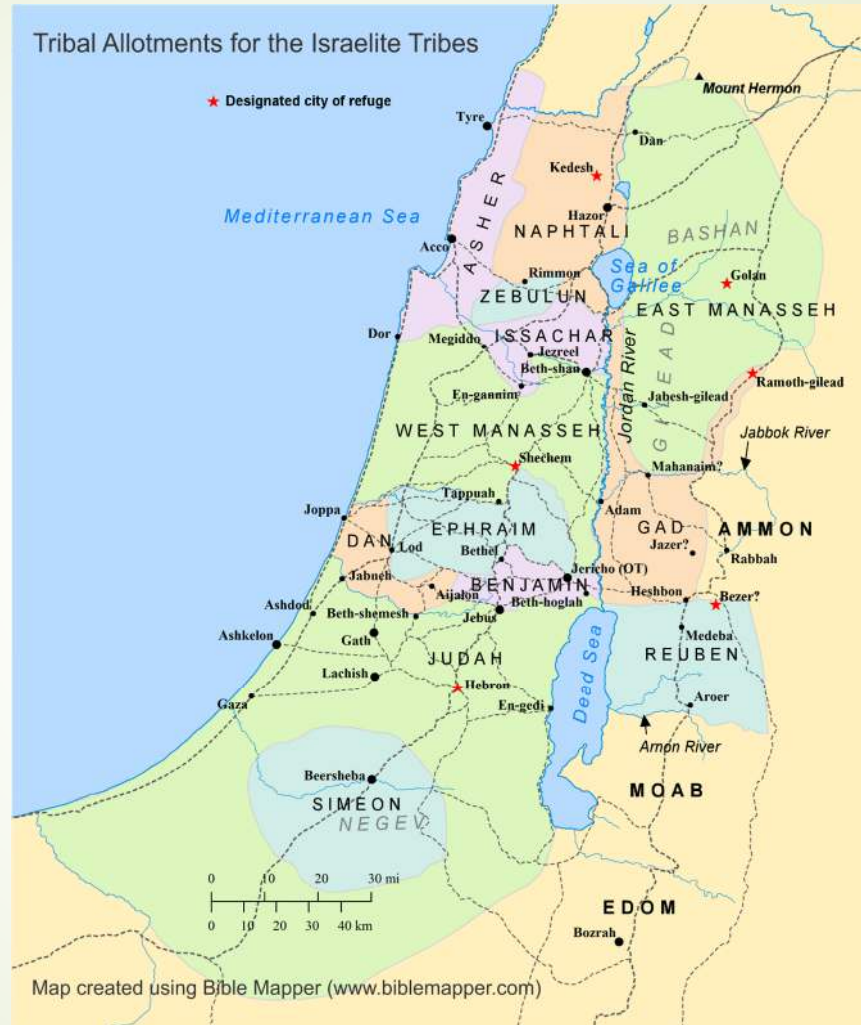 Tribal Allotments for the Israelite Tribes
★ Designated city of refuge
Mount Hermon
Tyre
Dan
Kedesh
ASHER
Hazor
NAPHTALI
Mediterranean Sea
Acco
BASHAN
Sea of
Galilee
Rimmon
Golan
ZEBULUN
EAST MANASSEH
Dor
Megiddo
ISSACHAR
Jezreel
Beth-shan
Jordan River
GILEAD
Ramoth-gilead
En-gannim
Jabesh-gilead
WEST MANASSEH
Jabbok River
Shechem
Mahanaim?
Tappuah
Adam
Joppa
EPHRAIM
GAD
AMMON
DAN
Lod
Bethel
Jazer?
Rabbah
Jericho (OT)
Jabneh
BENJAMIN
Aijalon
Beth-hoglah
Heshbon
Bezer?
Ashdod
Beth-shemesh
Jebus
Ashkelon
Gath
Medeba
JUDAH
REUBEN
Lachish
Hebron
Dead Sea
Gaza
En-gedi
Aroer
Arnon River
Beersheba
MOAB
SIMEON
NEGEV
0 10 20 30 mi
0 10 20 30 40 km
EDOM
Bozrah
Map created using Bible Mapper (www.biblemapper.com)